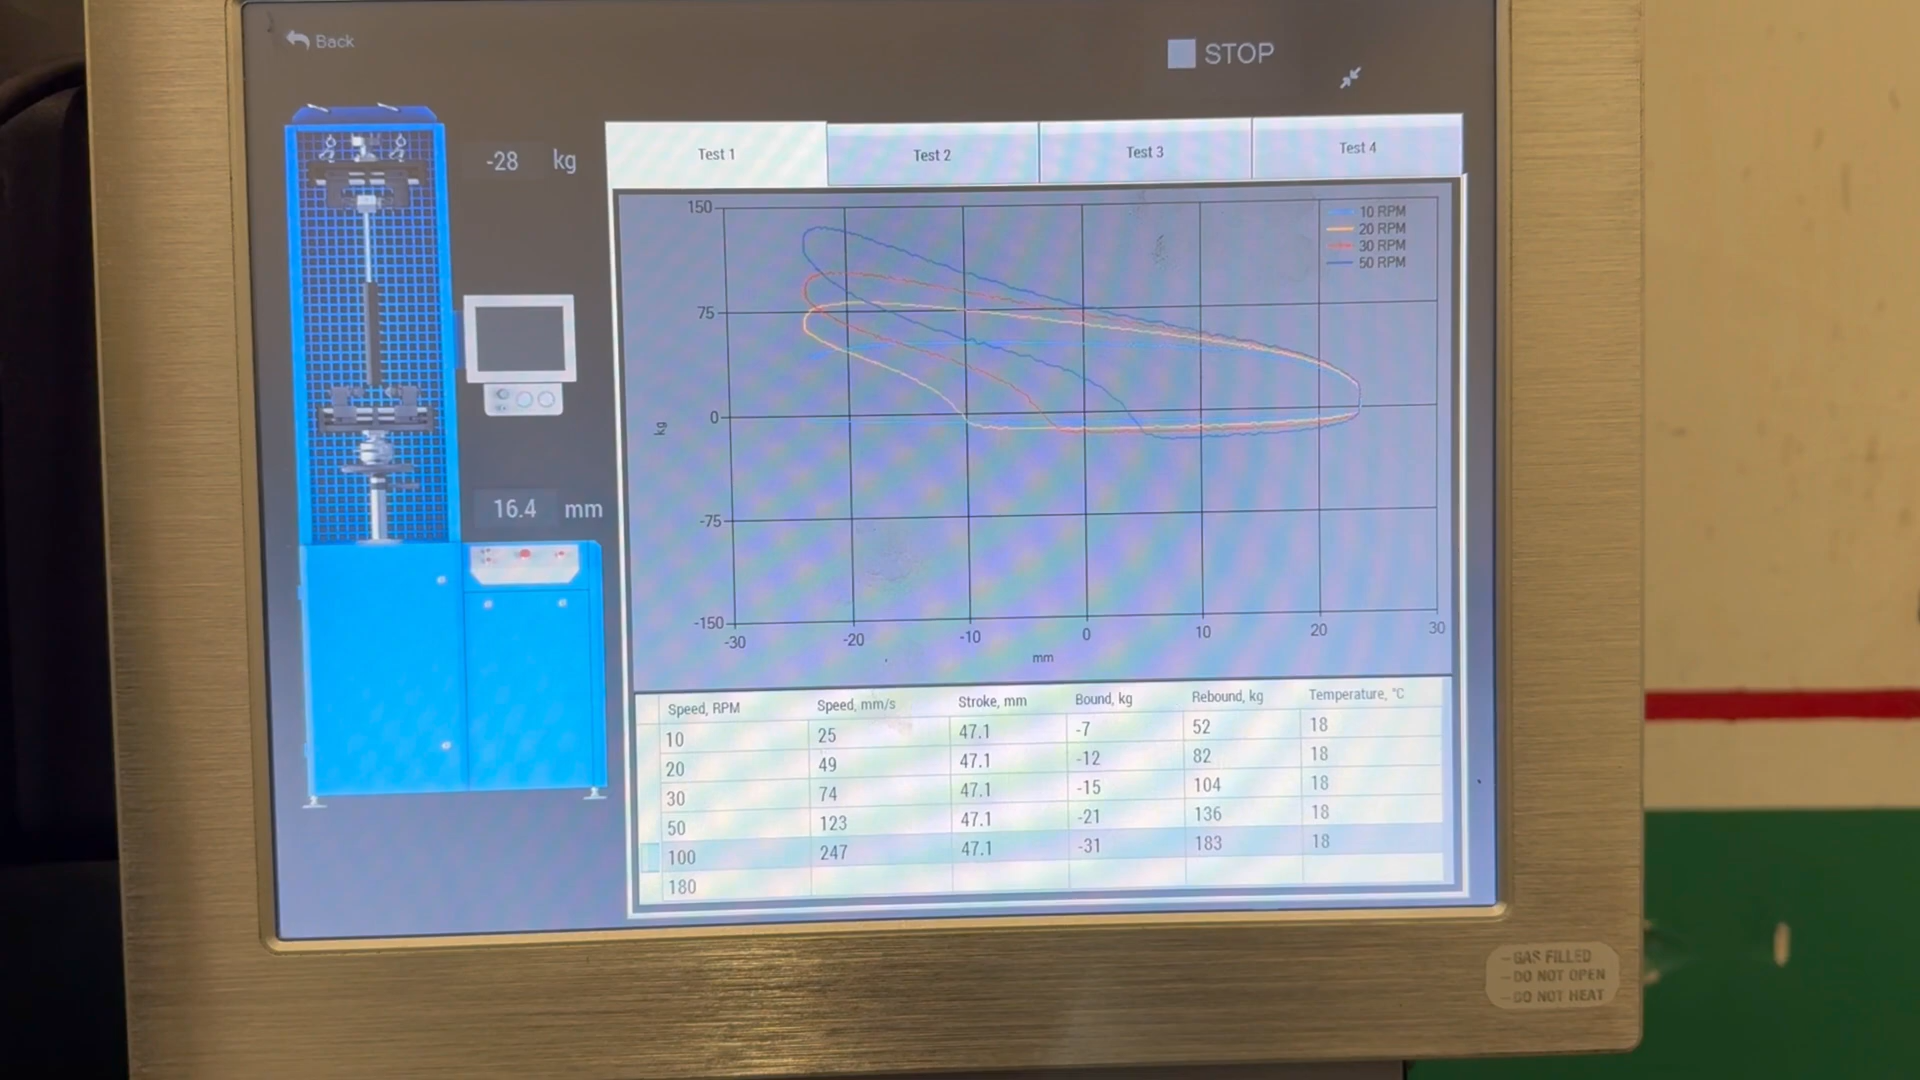 Back
STOP
-28 kg
16.4 mm
Test 1 Test 2 Test 3 Test 4
150
75
0
-75
-150
kg
10 RPM
20 RPM
30 RPM
50 RPM
-30 -20 -10 0 10 20 30
mm
Speed, RPM Speed, mm/s Stroke, mm Bound, kg Rebound, kg Temperature, °C
10 25 47.1 -7 52 18
20 49 47.1 -12 82 18
30 74 47.1 -15 104 18
50 123 47.1 -21 136 18
100 247 47.1 -31 183 18
180
- GAS FILLED
- DO NOT OPEN
- DO NOT HEAT